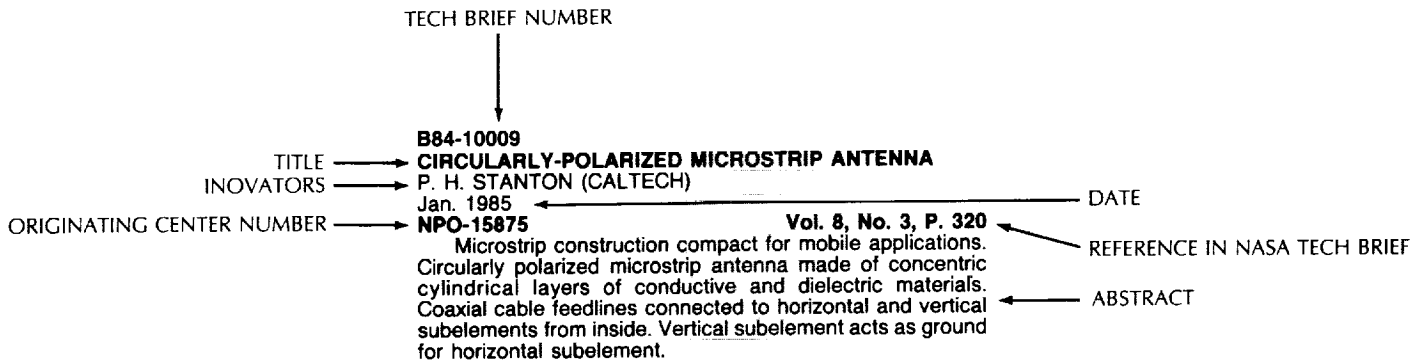 TECH BRIEF NUMBER
B84-10009
TITLE CIRCULARLY-POLARIZED MICROSTRIP ANTENNA
INOVATORS P. H. STANTON (CALTECH)
Jan. 1985 DATE
ORIGINATING CENTER NUMBER NPO-15875 Vol. 8, No. 3, P. 320
REFERENCE IN NASA TECH BRIEF
Microstrip construction compact for mobile applications.
Circularly polarized microstrip antenna made of concentric
cylindrical layers of conductive and dielectric materials.
Coaxial cable feedlines connected to horizontal and vertical
ABSTRACT
subelements from inside. Vertical subelement acts as ground
for horizontal subelement.